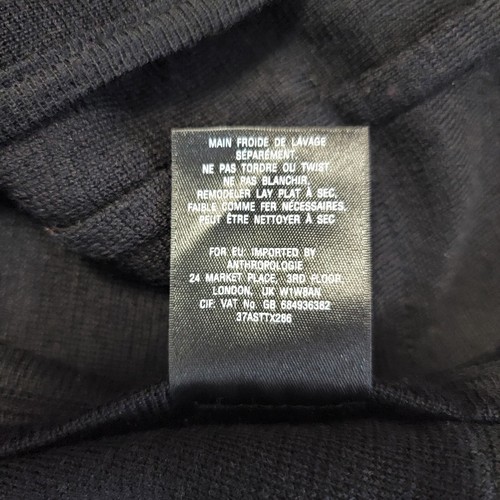 MAIN FROIDE DE LAVAGE
SÉPARÉMENT.
NE PAS TORDRE OU TWIST.
NE PAS BLANCHIR.
REMODELER LAY PLAT À SEC.
FAIBLE COMME FER NÉCESSAIRES.
PEUT ÊTRE NETTOYER À SEC
FOR EU: IMPORTED BY
ANTHROPOLOGIE
24 MARKET PLACE, 3RD FLOOR,
LONDON, UK W1W8AN.
CIF. VAT No. GB 684936382
37ASTTX286